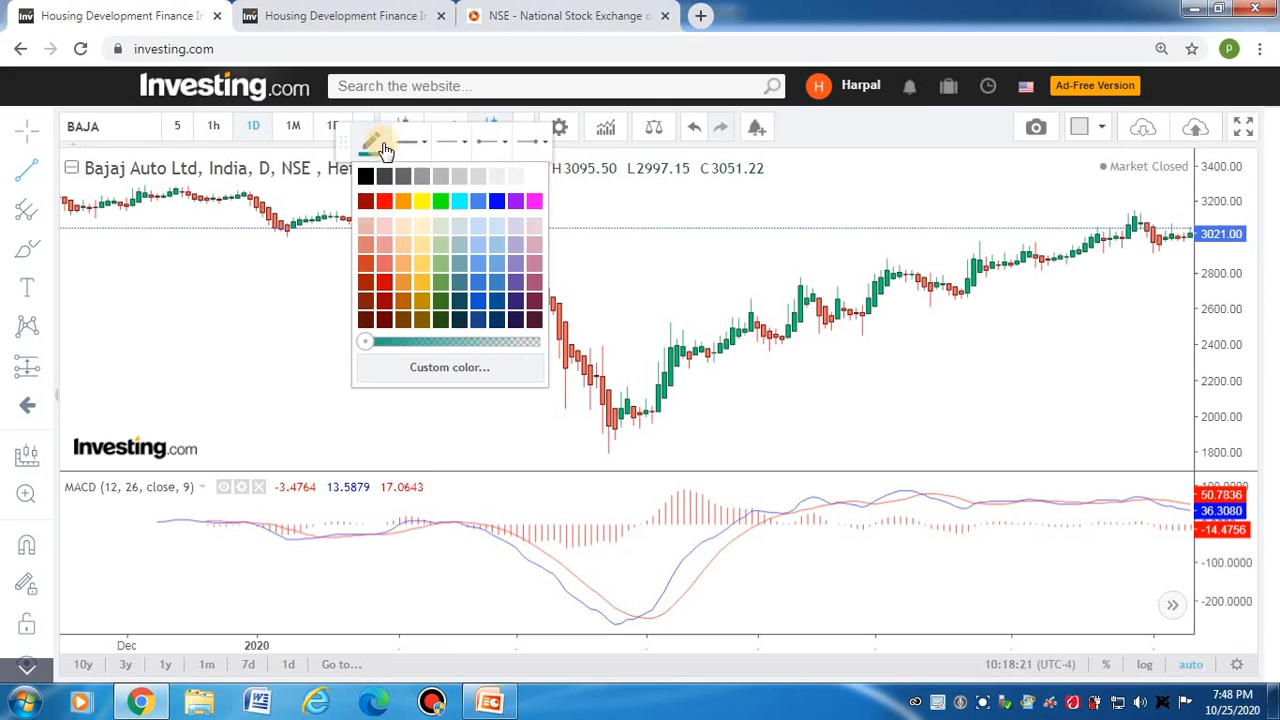 Housing Development Finance I
Housing Development Finance I
NSE - National Stock Exchange o
investing.com
Investing.com
Search the website...
H
Harpal
Ad-Free Version
p
BAJA
5
1h
1D
1M
Bajaj Auto Ltd, India, D, NSE
H3095.50 L2997.15 C3051.22
Market Closed
3400.00
3200.00
3021.00
2800.00
2600.00
2400.00
2200.00
2000.00
1800.00
Custom color...
Investing.com
MACD (12, 26, close, 9)
-3.4764 13.5879 17.0643
50.7836
36.3080
-14.4756
-100.0000
-200.0000
Dec
2020
10y
3y
1y
1m
7d
1d
Go to...
10:18:21 (UTC-4)
%
log
auto
7:48 PM
10/25/2020